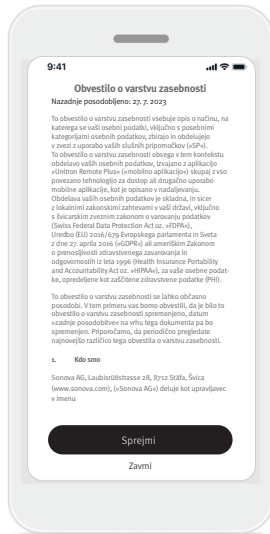 9:41
Obvestilo o varstvu zasebnosti
Nazadnje posodobljeno: 27. 7. 2023
To obvestilo o varstvu zasebnosti vsebuje opis o načinu, na
katerega se vaši osebni podatki, vključno s posebnimi
kategorijami osebnih podatkov, zbirajo in obdelujejo
v zvezi z uporabo vaših slušnih pripomočkov (»SP«).
To obvestilo o varstvu zasebnosti obsega v tem kontekstu
obdelavo vaših osebnih podatkov, izvajano z aplikacijo
»Unitron Remote Plus« (»mobilno aplikacijo«) skupaj z vso
povezano tehnologijo za dostop ali drugačno uporabo
mobilne aplikacije, kot je opisano v nadaljevanju.
Obdelava vaših osebnih podatkov je skladna, in sicer
z lokalnimi zakonskimi zahtevami v vaši državi, vključno
s švicarskim zveznim zakonom o varovanju podatkov
(Swiss Federal Data Protection Act oz. »FDPA«),
Uredbo (EU) 2016/679 Evropskega parlamenta in Sveta
z dne 27. aprila 2016 (»GDPR«) ali ameriškim Zakonom
o prenosljivosti zdravstvenega zavarovanja in
odgovornostih iz leta 1996 (Health Insurance Portability
and Accountability Act oz. »HIPAA«), za vaše osebne podat-
ke, opredeljene kot zaščitene zdravstvene podatke (PHI).
To obvestilo o varstvu zasebnosti se lahko občasno
posodobi. V tem primeru vas bomo obvestili, da je bilo to
obvestilo o varstvu zasebnosti spremenjeno, datum
»zadnje posodobitve« na vrhu tega dokumenta pa bo
spremenjen. Priporočamo, da periodično pregledate
najnovejšo različico tega obvestila o varstvu zasebnosti.
1. Kdo smo
Sonova AG, Laubisrütistrasse 28, 8712 Stäfa, Švica
(www.sonova.com), (»Sonova AG«) deluje kot upravljavec
v imenu
Sprejmi
Zavrni